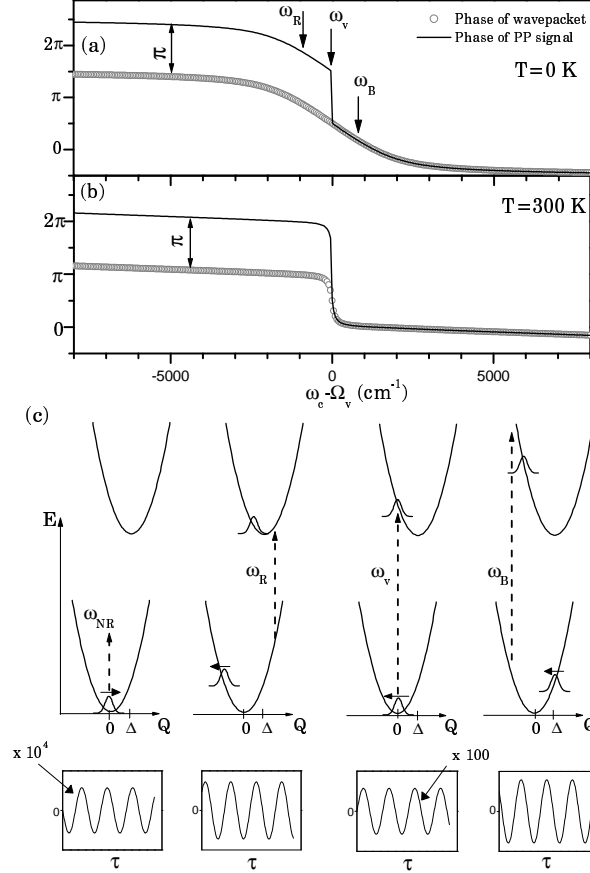 ω_R ω_v
Phase of wavepacket
Phase of PP signal
2π
(a)
π
T=0 K
π
ω_B
0
(b)
T=300 K
2π
π
π
0
-5000 0 5000
ω_c-Ω_v (cm⁻¹)
(c)
E
ω_R
ω_v
ω_B
ω_NR
0 Δ Q 0 Δ Q 0 Δ Q 0 Δ Q
x 10⁴
x 100
0 0 0 0
τ τ τ τ